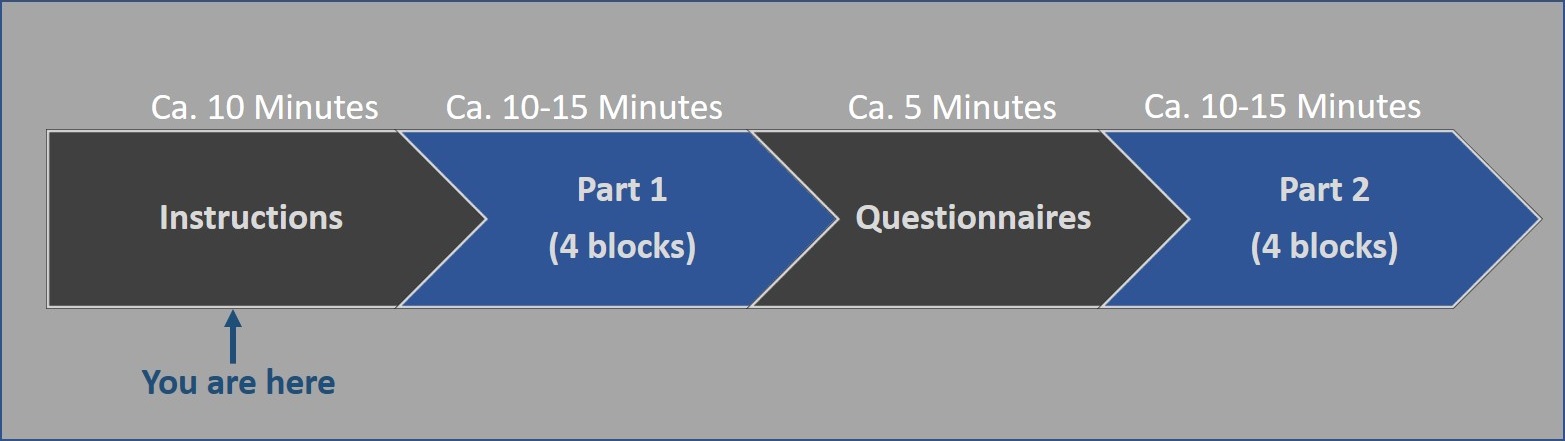 Ca. 10 Minutes
Ca. 10-15 Minutes
Ca. 5 Minutes
Ca. 10-15 Minutes
Instructions
Part 1
(4 blocks)
Questionnaires
Part 2
(4 blocks)
You are here